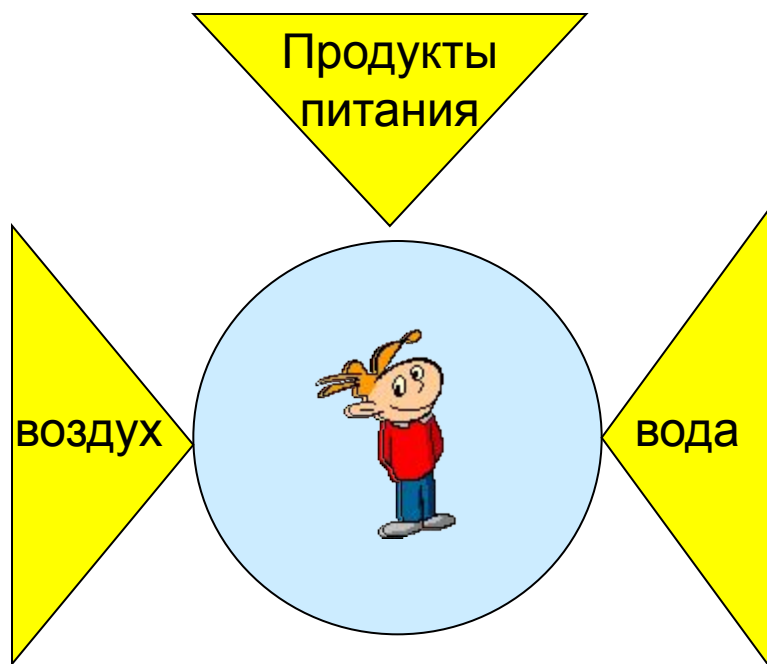 Продукты
питания
воздух
вода